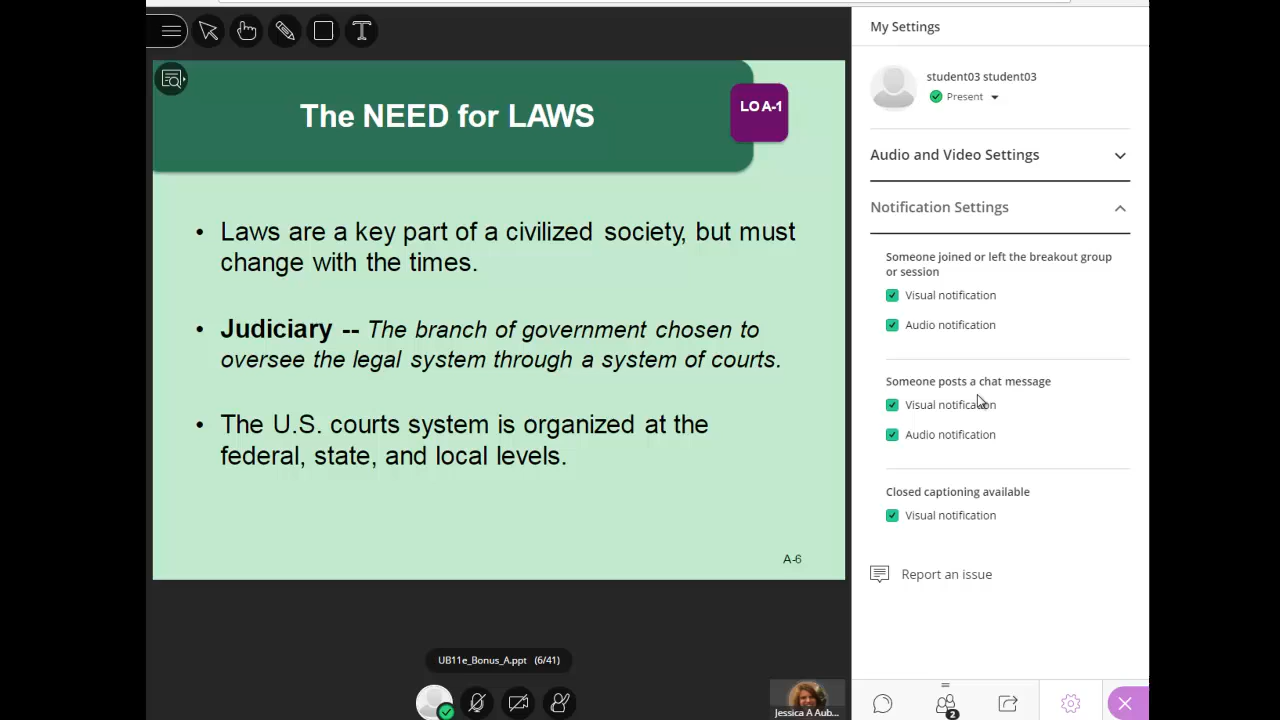 My Settings
student03 student03
Present
The NEED for LAWS
LO A-1
Audio and Video Settings
Notification Settings
• Laws are a key part of a civilized society, but must
change with the times.
• Judiciary -- The branch of government chosen to
oversee the legal system through a system of courts.
• The U.S. courts system is organized at the
federal, state, and local levels.
A-6
Someone joined or left the breakout group
or session
Visual notification
Audio notification
Someone posts a chat message
Visual notification
Audio notification
Closed captioning available
Visual notification
Report an issue
UB11e_Bonus_A.ppt (6/41)
Jessica A Aub...
2